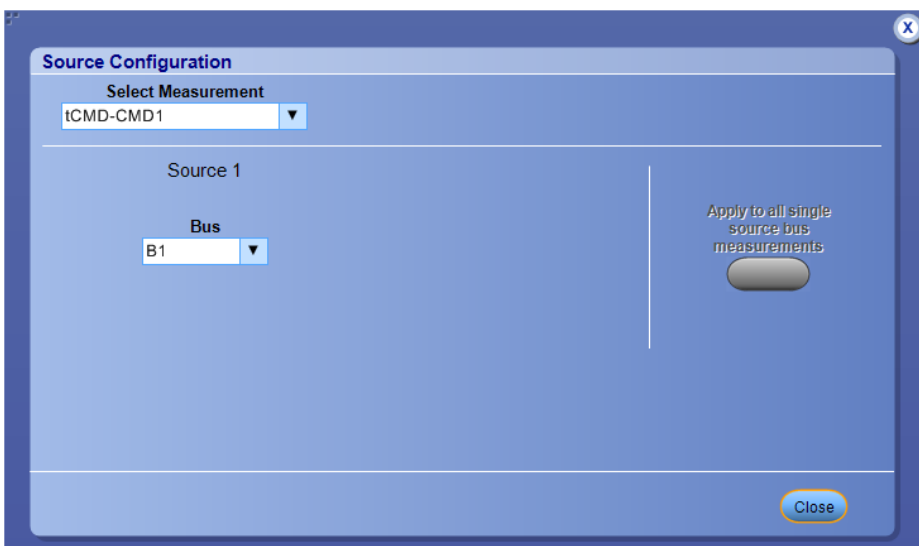 X
Source Configuration
Select Measurement
tCMD-CMD1
Source 1
Bus
B1
Apply to all single
source bus
measurements
Close